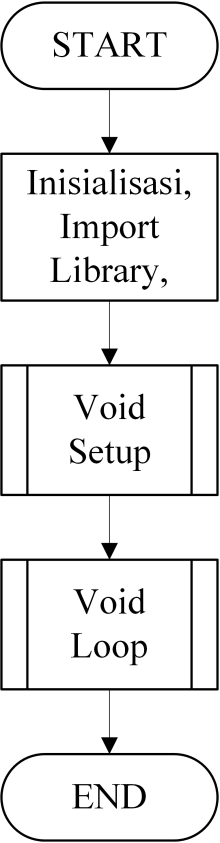 START
Inisialisasi,
Import
Library,
Void
Setup
Void
Loop
END